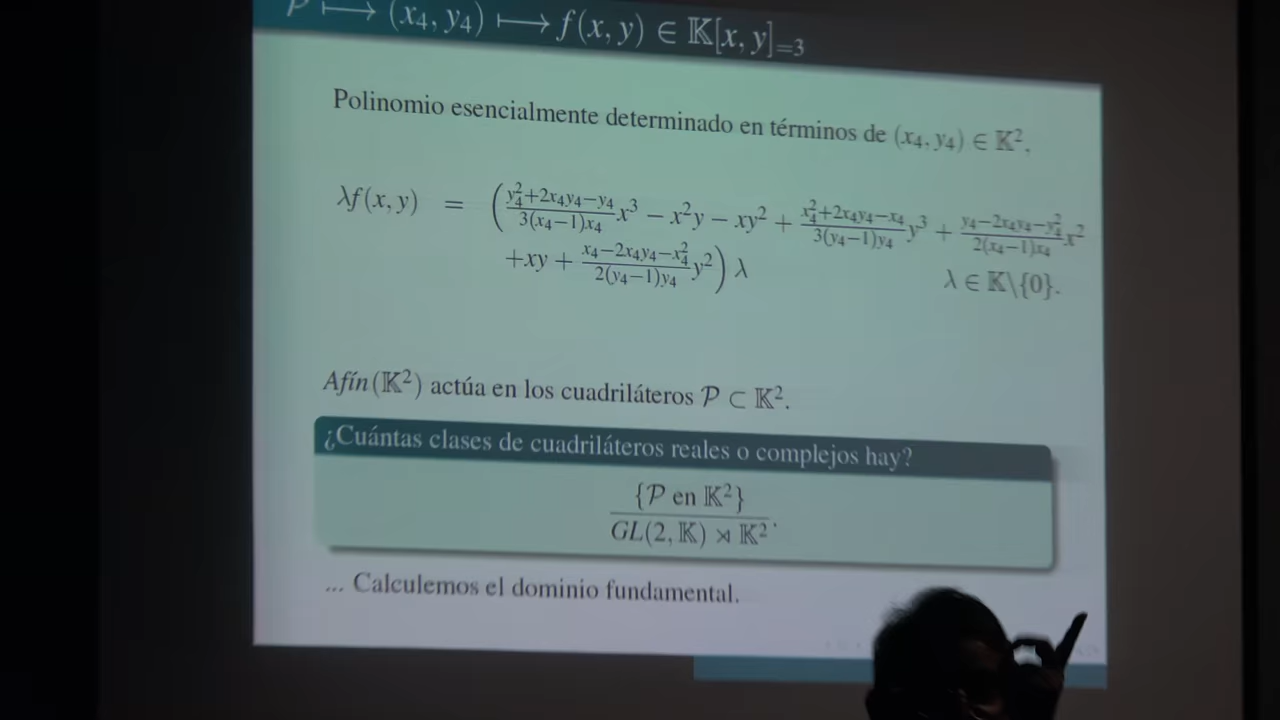 P ⟼ (x₄, y₄) ⟼ f(x, y) ∈ 𝕂[x, y]₌₃
Polinomio esencialmente determinado en términos de (x₄, y₄) ∈ 𝕂².
λf(x, y) = ( (y₄²+2x₄y₄−y₄)/(3(x₄−1)x₄) x³ − x²y − xy² + (x₄²+2x₄y₄−x₄)/(3(y₄−1)y₄) y³ + (y₄−2x₄y₄−y₄²)/(2(x₄−1)x₄) x²
+xy + (x₄−2x₄y₄−x₄²)/(2(y₄−1)y₄) y² ) λ λ ∈ 𝕂\{0}.
Afín(𝕂²) actúa en los cuadriláteros 𝒫 ⊂ 𝕂².
¿Cuántas clases de cuadriláteros reales o complejos hay?
{𝒫 en 𝕂²}
GL(2, 𝕂) ⋊ 𝕂² .
... Calculemos el dominio fundamental.